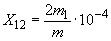 X₁₂ = 2m₁/m · 10⁻⁴